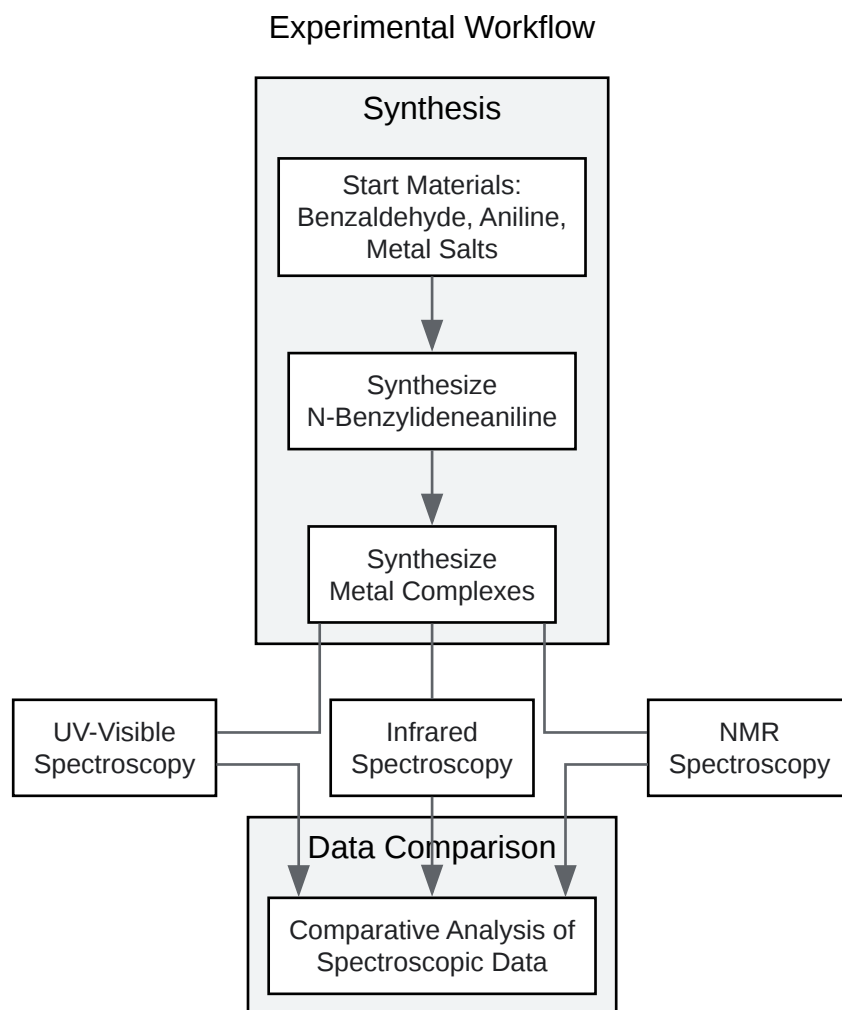 Experimental Workflow
Synthesis
Start Materials:
Benzaldehyde, Aniline,
Metal Salts
Synthesize
N-Benzylideneaniline
Synthesize
Metal Complexes
UV-Visible
Spectroscopy
Infrared
Spectroscopy
NMR
Spectroscopy
Data Comparison
Comparative Analysis of
Spectroscopic Data